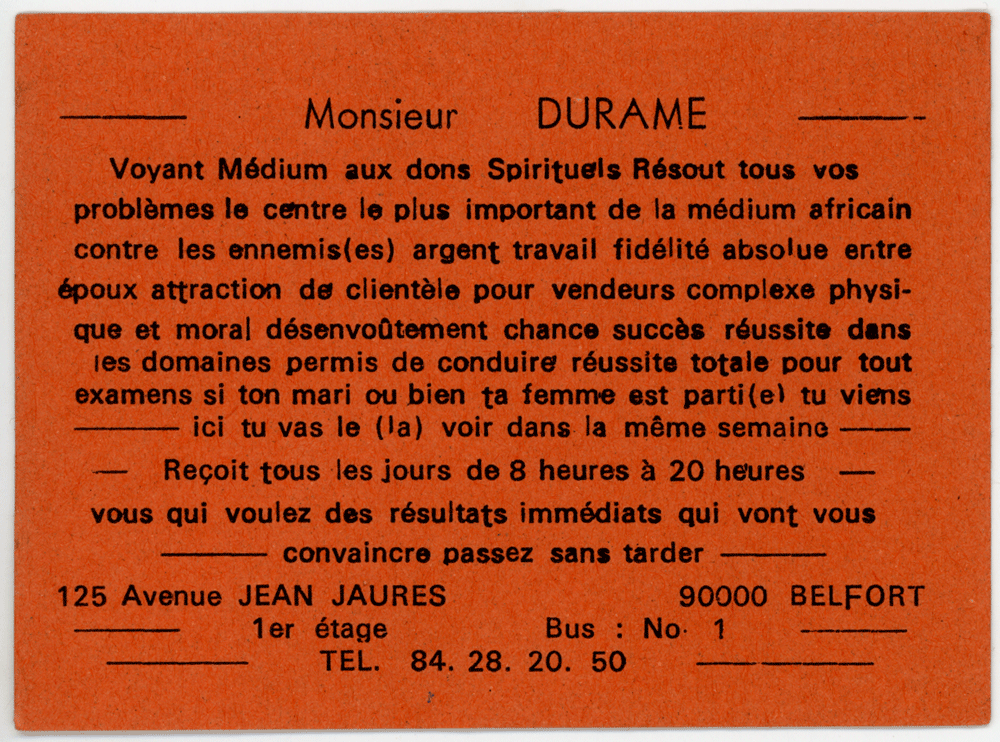 Monsieur DURAME
Voyant Médium aux dons Spirituels Résout tous vos
problèmes le centre le plus important de la médium africain
contre les ennemis(es) argent travail fidélité absolue entre
époux attraction de clientèle pour vendeurs complexe physi-
que et moral désenvoûtement chance succès réussite dans
les domaines permis de conduire réussite totale pour tout
examens si ton mari ou bien ta femme est parti(e) tu viens
ici tu vas le (la) voir dans la même semaine
Reçoit tous les jours de 8 heures à 20 heures
vous qui voulez des résultats immédiats qui vont vous
convaincre passez sans tarder
125 Avenue JEAN JAURES 90000 BELFORT
1er étage Bus : No. 1
TEL. 84. 28. 20. 50